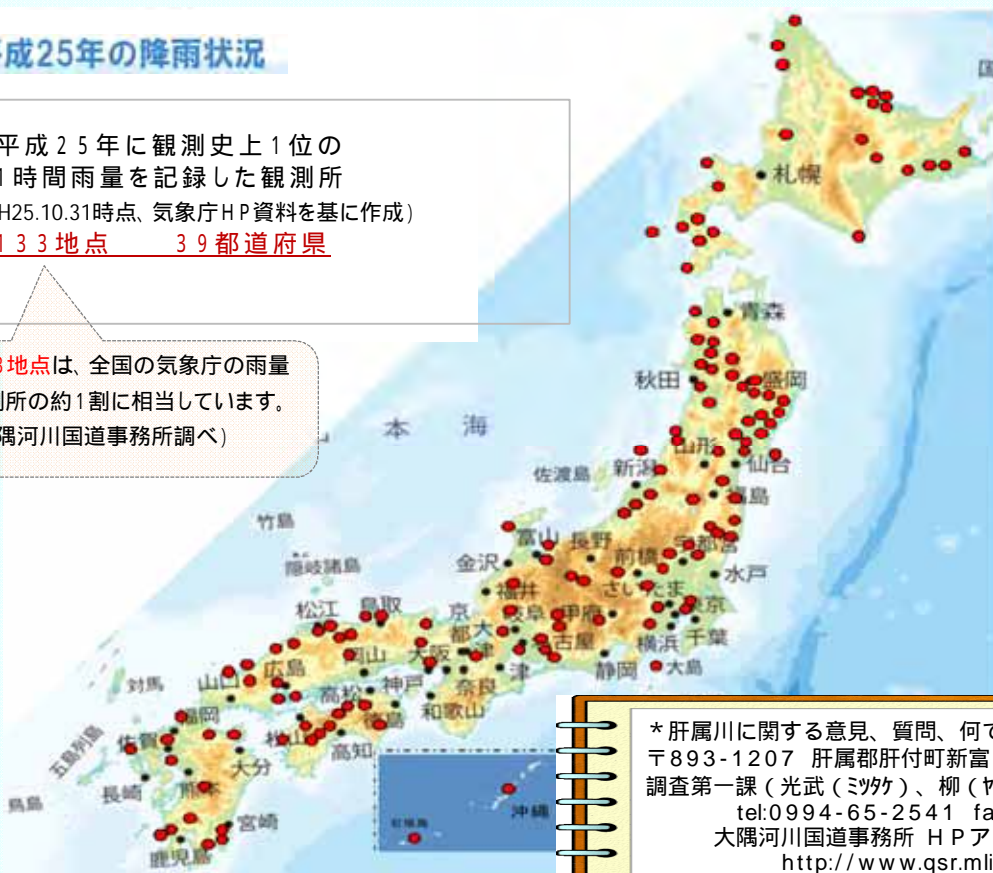 成25年の降雨状況
平成25年に観測史上1位の
時間雨量を記録した観測所
H25.10.31時点、気象庁HP資料を基に作成)
133地点 39都道府県
地点は、全国の気象庁の雨量
測所の約1割に相当しています。
隅河川国道事務所調べ)
国
札幌
青森
秋田
盛岡
本 海
山形
仙台
佐渡島
新潟
福島
竹島
富山
長野
宇都宮
前橋
金沢
水戸
隠岐諸島
福井
さいたま
松江
鳥取
京都
岐阜
甲府
東京
大津
名古屋
横浜
千葉
岡山
大阪
静岡
大島
広島
津
対馬
山口
神戸
奈良
高松
和歌山
福岡
徳島
佐賀
松山
高知
五島列島
大分
長崎
熊本
鳥島
沖縄
宮崎
鹿児島
*肝属川に関する意見、質問、何で
〒893-1207 肝属郡肝付町新富
調査第一課(光武(ミツタケ)、柳(ヤ
tel:0994-65-2541 fa
大隅河川国道事務所 HPア
http://www.qsr.mli